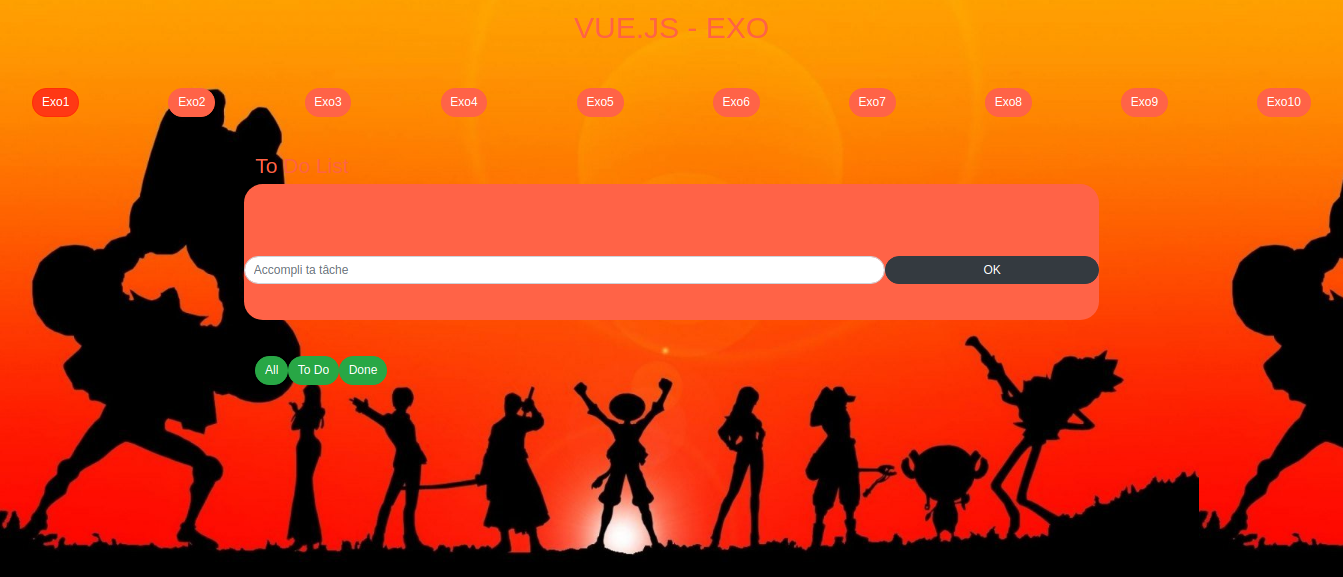 VUE.JS - EXO
Exo1 Exo2 Exo3 Exo4 Exo5 Exo6 Exo7 Exo8 Exo9 Exo10
To Do List
Accompli ta tâche OK
All To Do Done